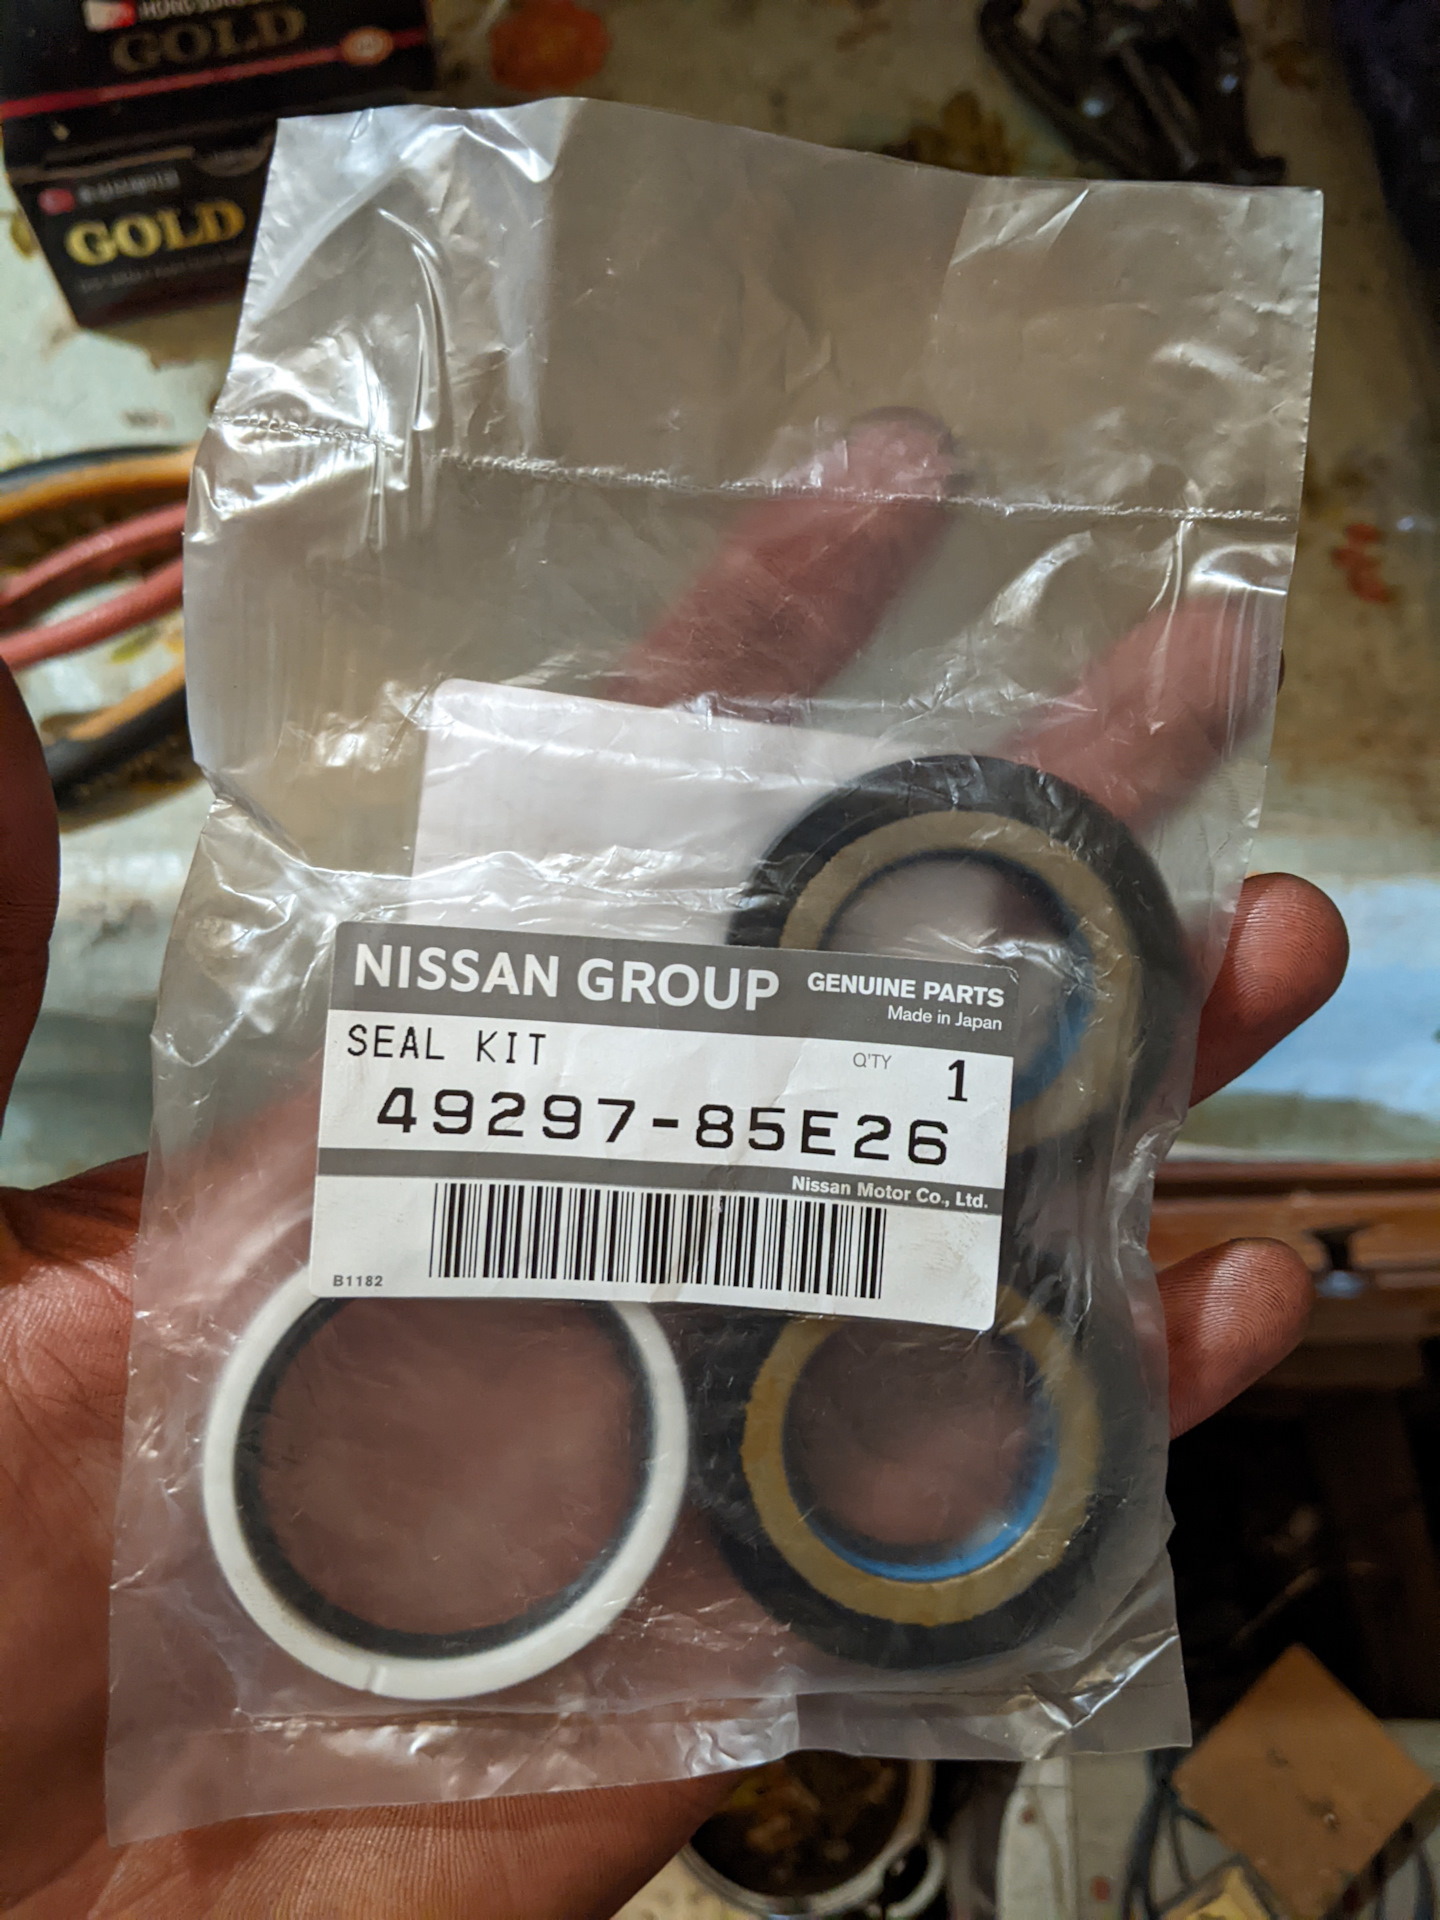 GOLD
GOLD
NISSAN GROUP GENUINE PARTS
Made in Japan
SEAL KIT Q'TY 1
49297-85E26
Nissan Motor Co., Ltd.
B1182